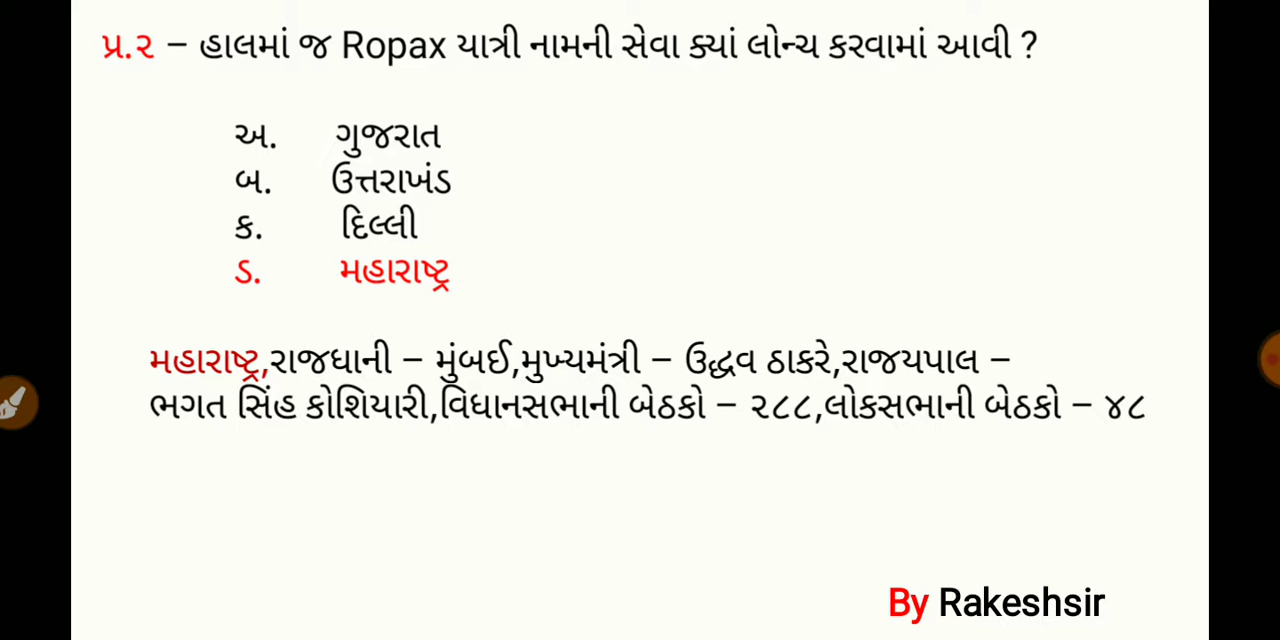 પ્ર.૨ – હાલમાં જ Ropax યાત્રી નામની સેવા ક્યાં લોન્ચ કરવામાં આવી ?
અ. ગુજરાત
બ. ઉત્તરાખંડ
ક. દિલ્લી
ડ. મહારાષ્ટ્ર
મહારાષ્ટ્ર,રાજધાની – મુંબઈ,મુખ્યમંત્રી – ઉદ્ધવ ઠાકરે,રાજયપાલ –
ભગત સિંહ કોશિયારી,વિધાનસભાની બેઠકો – ૨૮૮,લોકસભાની બેઠકો – ૪૮
By Rakeshsir